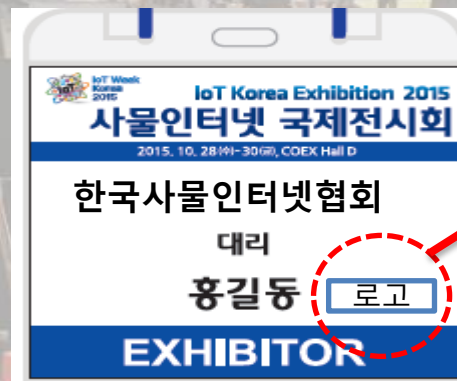 IoT Week
Korea
2015
IoT
IoT Korea Exhibition 2015
사물인터넷 국제전시회
2015. 10. 28(수)-30(금), COEX Hall D
한국사물인터넷협회
대리
홍길동 로고
EXHIBITOR